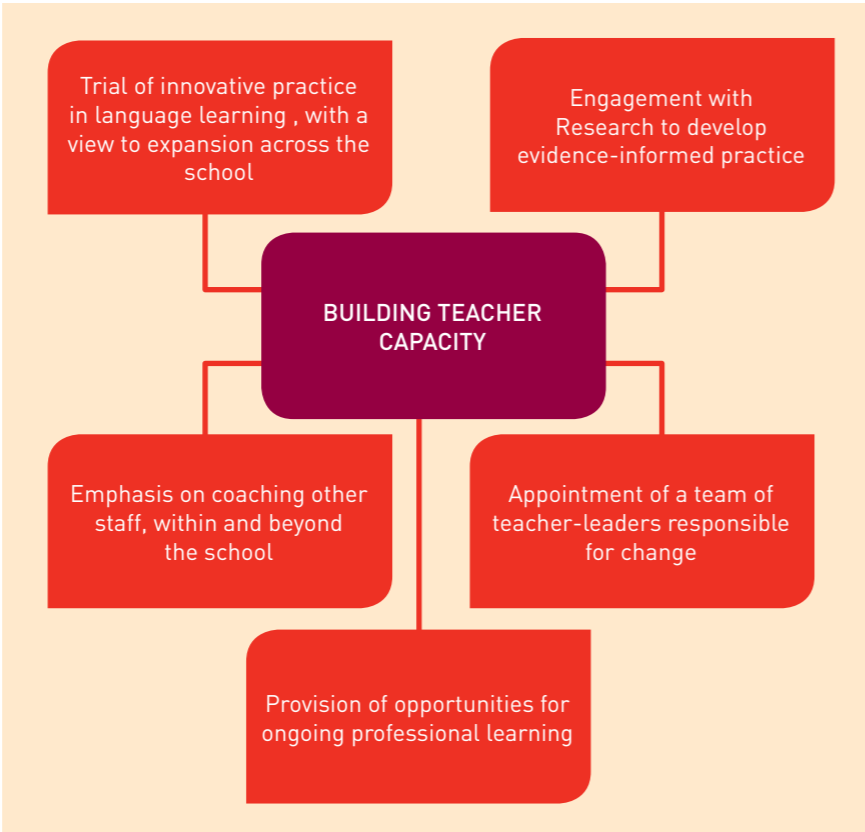 Trial of innovative practice
in language learning , with a
view to expansion across the
school
Engagement with
Research to develop
evidence-informed practice
BUILDING TEACHER
CAPACITY
Emphasis on coaching other
staff, within and beyond
the school
Appointment of a team of
teacher-leaders responsible
for change
Provision of opportunities for
ongoing professional learning